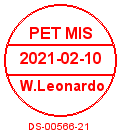 PET MIS
2021-02-10
W.Leonardo
DS-00566-21